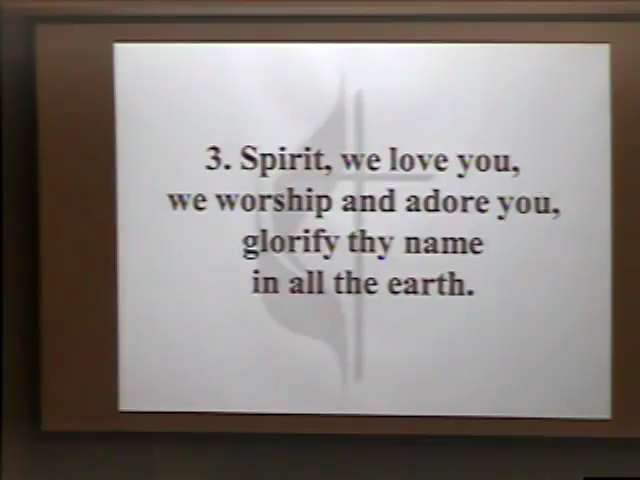 3. Spirit, we love you,
we worship and adore you,
glorify thy name
in all the earth.